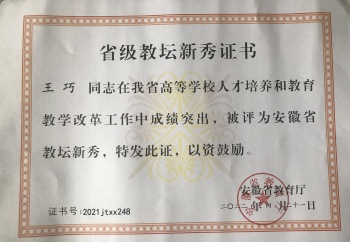 省级教坛新秀证书
王 巧 同志在我省高等学校人才培养和教育
教学改革工作中成绩突出，被评为安徽省
教坛新秀，特发此证，以资鼓励。
安徽省教育厅
二〇二二年 月二十一日
证书号：2021jtxx248